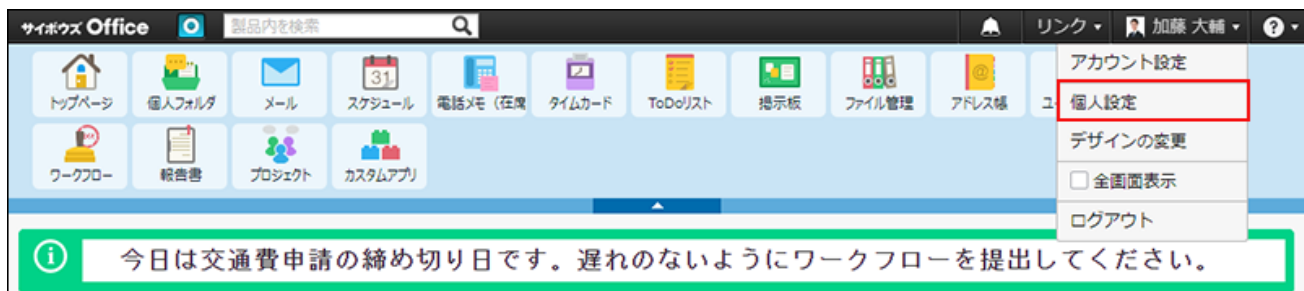 サイボウズ Office 製品内を検索 リンク 加藤 大輔 ?
アカウント設定
個人設定
デザインの変更
全画面表示
ログアウト
31
トップページ 個人フォルダ メール スケジュール 電話メモ（在席 タイムカード ToDoリスト 掲示板 ファイル管理 アドレス帳 ユ
ワークフロー 報告書 プロジェクト カスタムアプリ
今日は交通費申請の締め切り日です。遅れのないようにワークフローを提出してください。